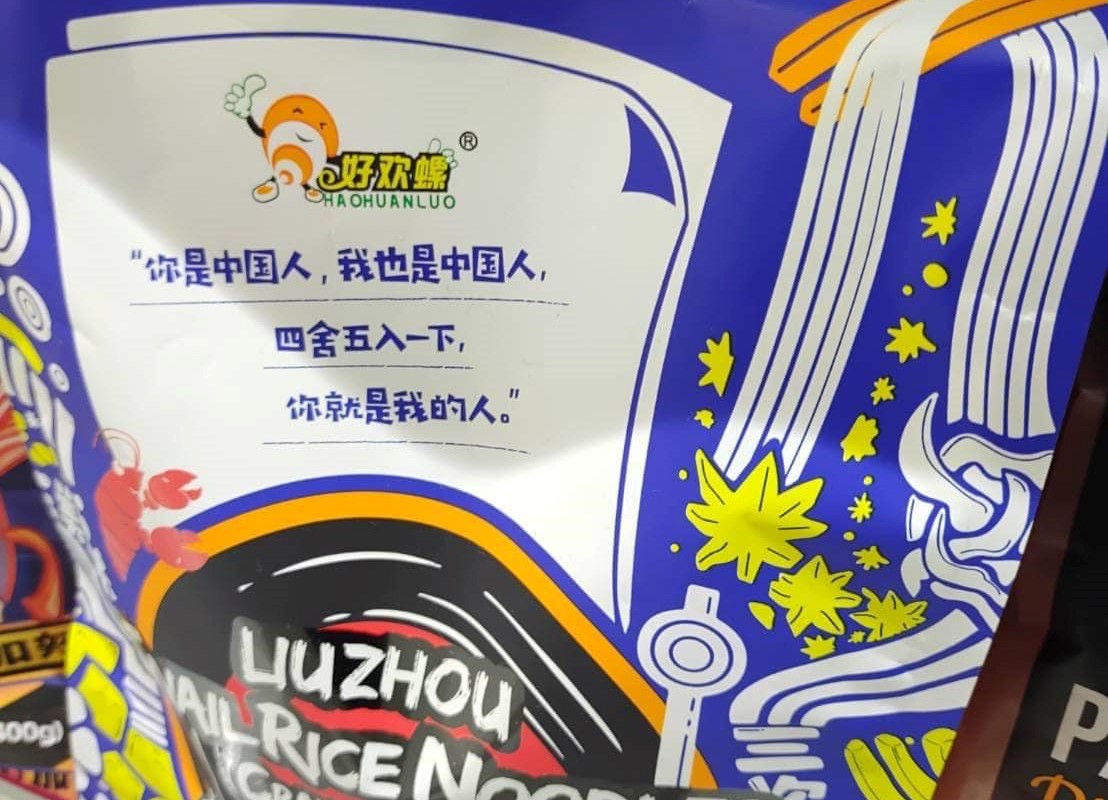 好欢螺®
HAOHUANLUO
“你是中国人，我也是中国人，
四舍五入一下，
你就是我的人。”
LIUZHOU
RICE